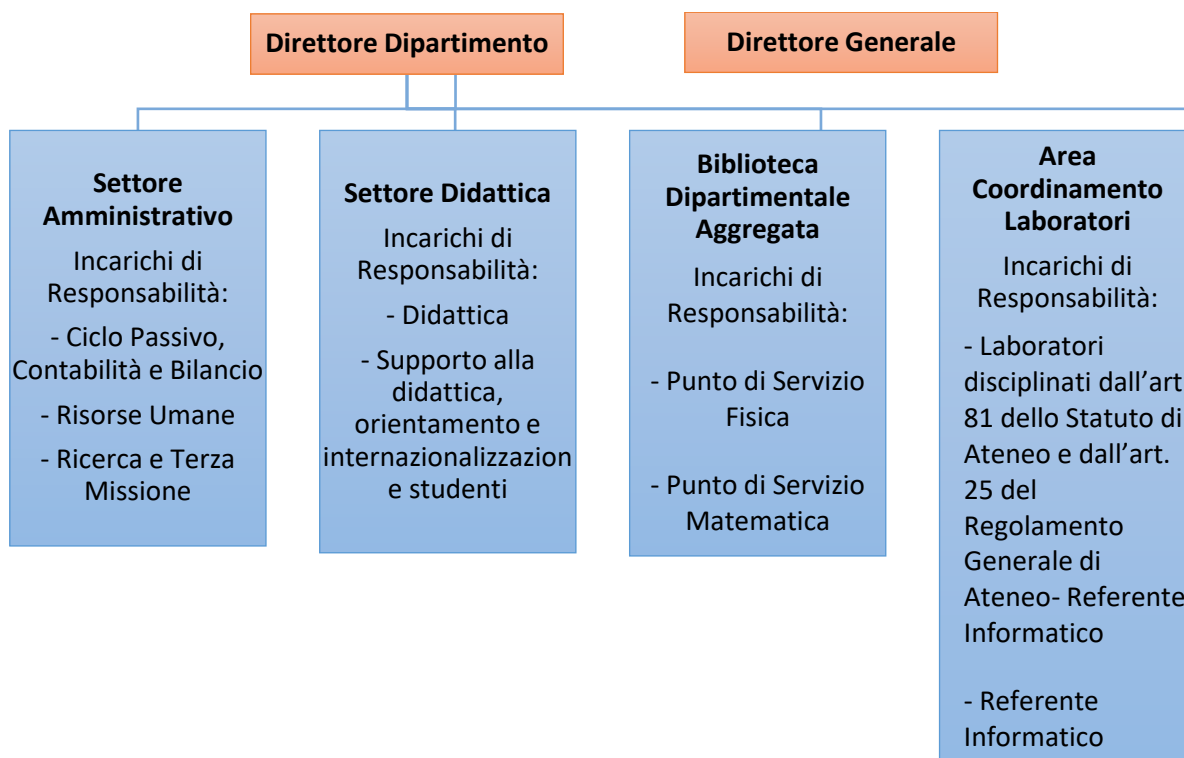 Direttore Dipartimento
Direttore Generale
Settore
Amministrativo
Incarichi di
Responsabilità:
- Ciclo Passivo,
Contabilità e Bilancio
- Risorse Umane
- Ricerca e Terza
Missione
Settore Didattica
Incarichi di
Responsabilità:
- Didattica
- Supporto alla
didattica,
orientamento e
internazionalizzazion
e studenti
Biblioteca
Dipartimentale
Aggregata
Incarichi di
Responsabilità:
- Punto di Servizio
Fisica
- Punto di Servizio
Matematica
Area
Coordinamento
Laboratori
Incarichi di
Responsabilità:
- Laboratori
disciplinati dall’art
81 dello Statuto di
Ateneo e dall’art.
25 del
Regolamento
Generale di
Ateneo- Referente
Informatico
- Referente
Informatico